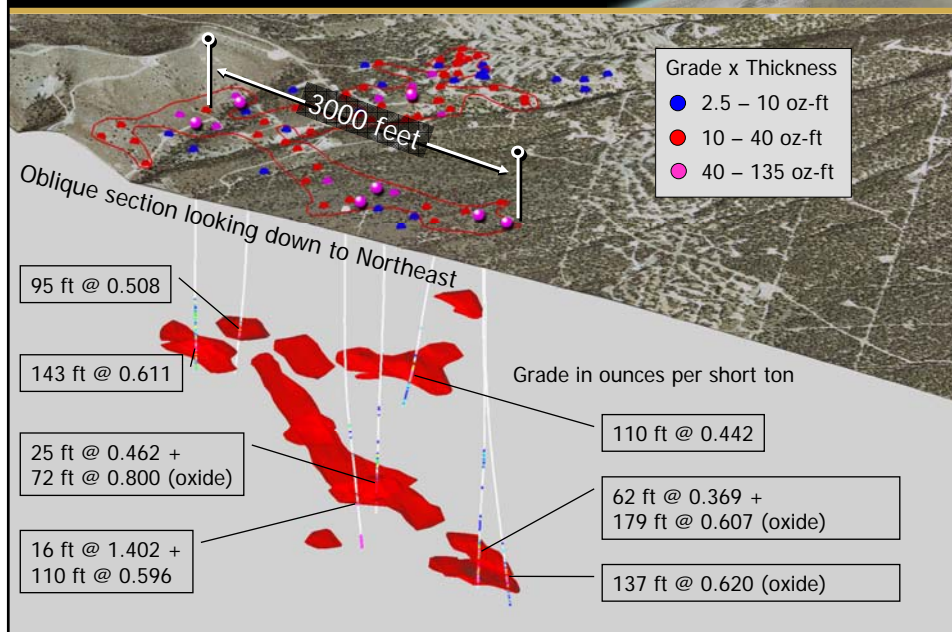 Grade x Thickness
2.5 – 10 oz-ft
10 – 40 oz-ft
40 – 135 oz-ft
3000 feet
Oblique section looking down to Northeast
95 ft @ 0.508
143 ft @ 0.611
Grade in ounces per short ton
110 ft @ 0.442
25 ft @ 0.462 +
72 ft @ 0.800 (oxide)
62 ft @ 0.369 +
179 ft @ 0.607 (oxide)
16 ft @ 1.402 +
110 ft @ 0.596
137 ft @ 0.620 (oxide)